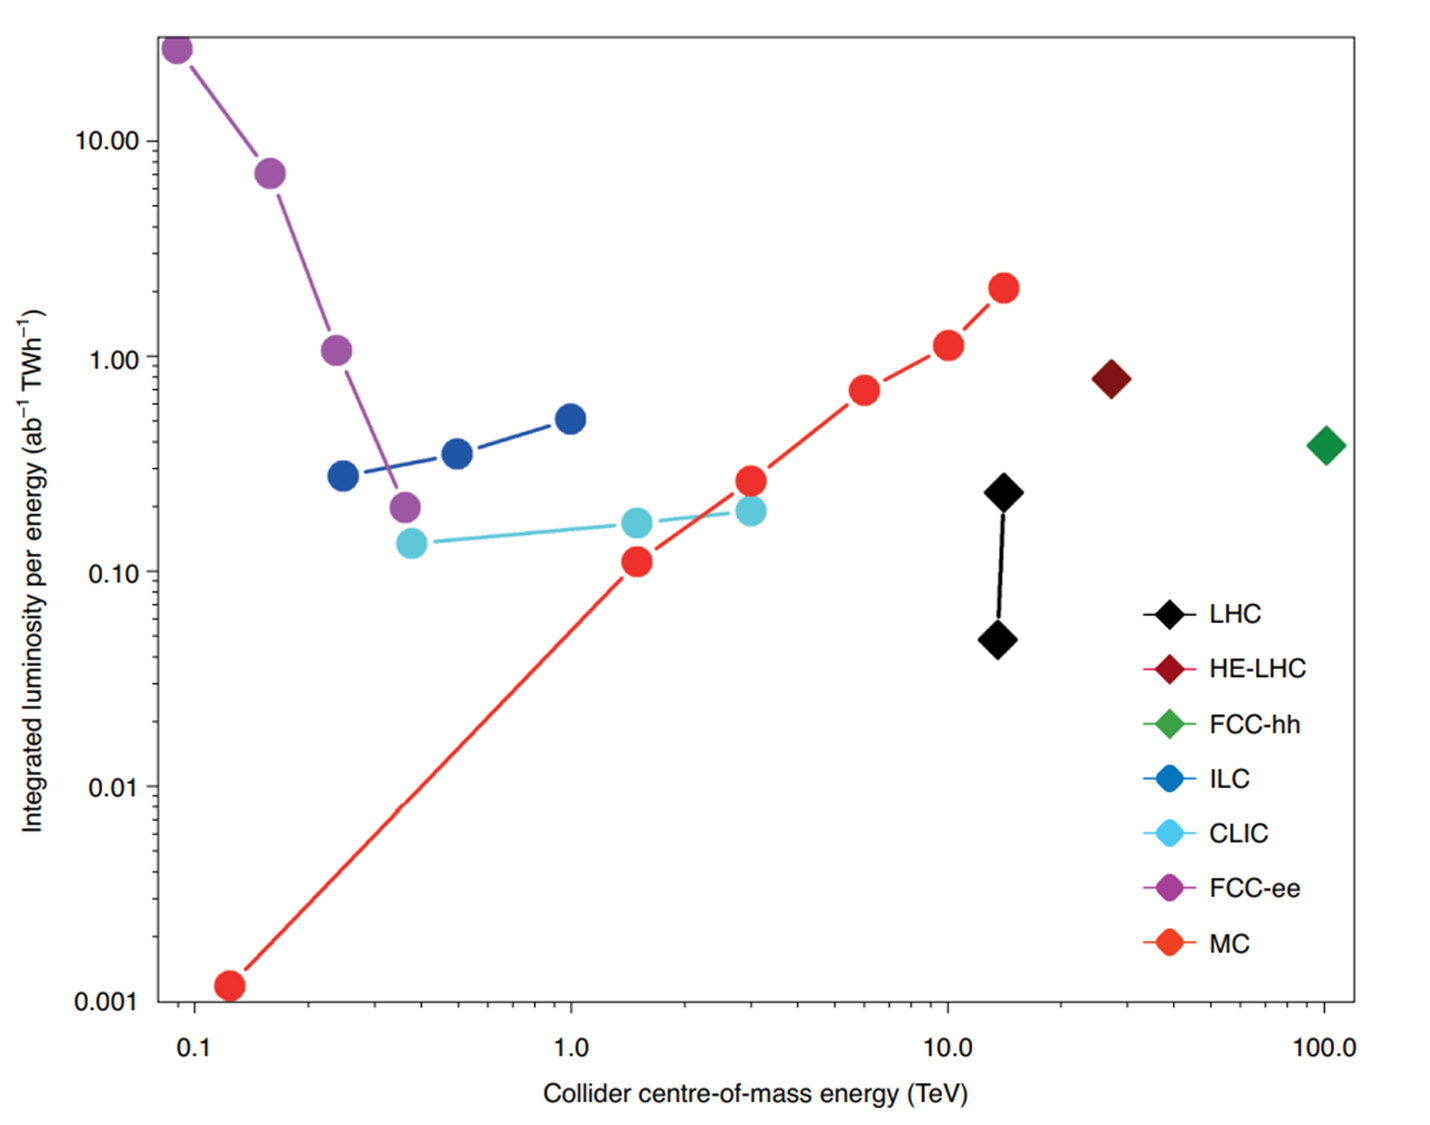 10.00
1.00
0.10
0.01
0.001
Integrated luminosity per energy (ab⁻¹ TWh⁻¹)
0.1 1.0 10.0 100.0
Collider centre-of-mass energy (TeV)
LHC
HE-LHC
FCC-hh
ILC
CLIC
FCC-ee
MC